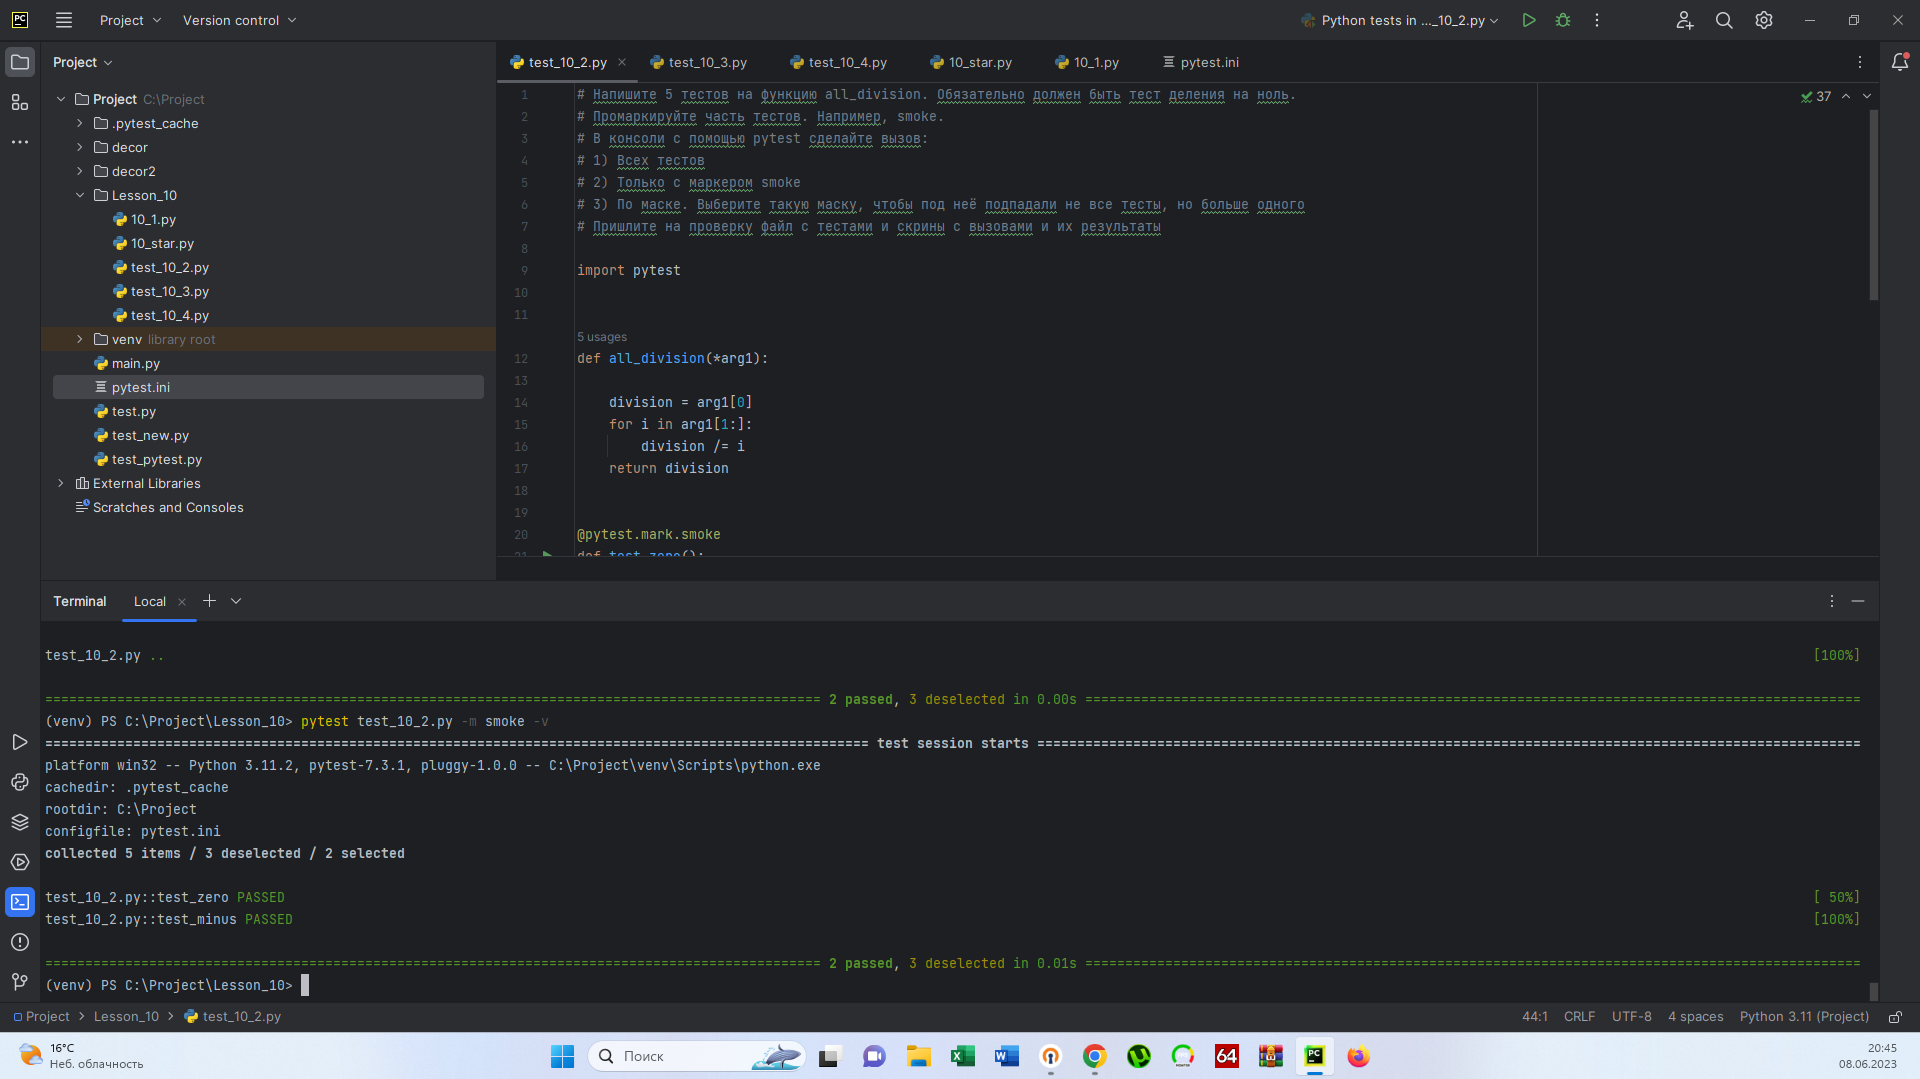 Project
Version control
Python tests in ..._10_2.py
Project
Project C:\Project
.pytest_cache
decor
decor2
Lesson_10
10_1.py
10_star.py
test_10_2.py
test_10_3.py
test_10_4.py
venv library root
main.py
pytest.ini
test.py
test_new.py
test_pytest.py
External Libraries
Scratches and Consoles
test_10_2.py
test_10_3.py
test_10_4.py
10_star.py
10_1.py
pytest.ini
37
1 # Напишите 5 тестов на функцию all_division. Обязательно должен быть тест деления на ноль.
2 # Промаркируйте часть тестов. Например, smoke.
3 # В консоли с помощью pytest сделайте вызов:
4 # 1) Всех тестов
5 # 2) Только с маркером smoke
6 # 3) По маске. Выберите такую маску, чтобы под неё подпадали не все тесты, но больше одного
7 # Пришлите на проверку файл с тестами и скрины с вызовами и их результаты
8
9 import pytest
10
11
5 usages
12 def all_division(*arg1):
13
14 division = arg1[0]
15 for i in arg1[1:]:
16 division /= i
17 return division
18
19
20 @pytest.mark.smoke
21 def test_zero():
Terminal
Local
test_10_2.py .. [100%]
2 passed, 3 deselected in 0.00s
(venv) PS C:\Project\Lesson_10> pytest test_10_2.py -m smoke -v
test session starts
platform win32 -- Python 3.11.2, pytest-7.3.1, pluggy-1.0.0 -- C:\Project\venv\Scripts\python.exe
cachedir: .pytest_cache
rootdir: C:\Project
configfile: pytest.ini
collected 5 items / 3 deselected / 2 selected
test_10_2.py::test_zero PASSED [ 50%]
test_10_2.py::test_minus PASSED [100%]
2 passed, 3 deselected in 0.01s
(venv) PS C:\Project\Lesson_10>
Project > Lesson_10 > test_10_2.py
44:1 CRLF UTF-8 4 spaces Python 3.11 (Project)
16°C
Неб. облачность
Поиск
64
20:45
08.06.2023